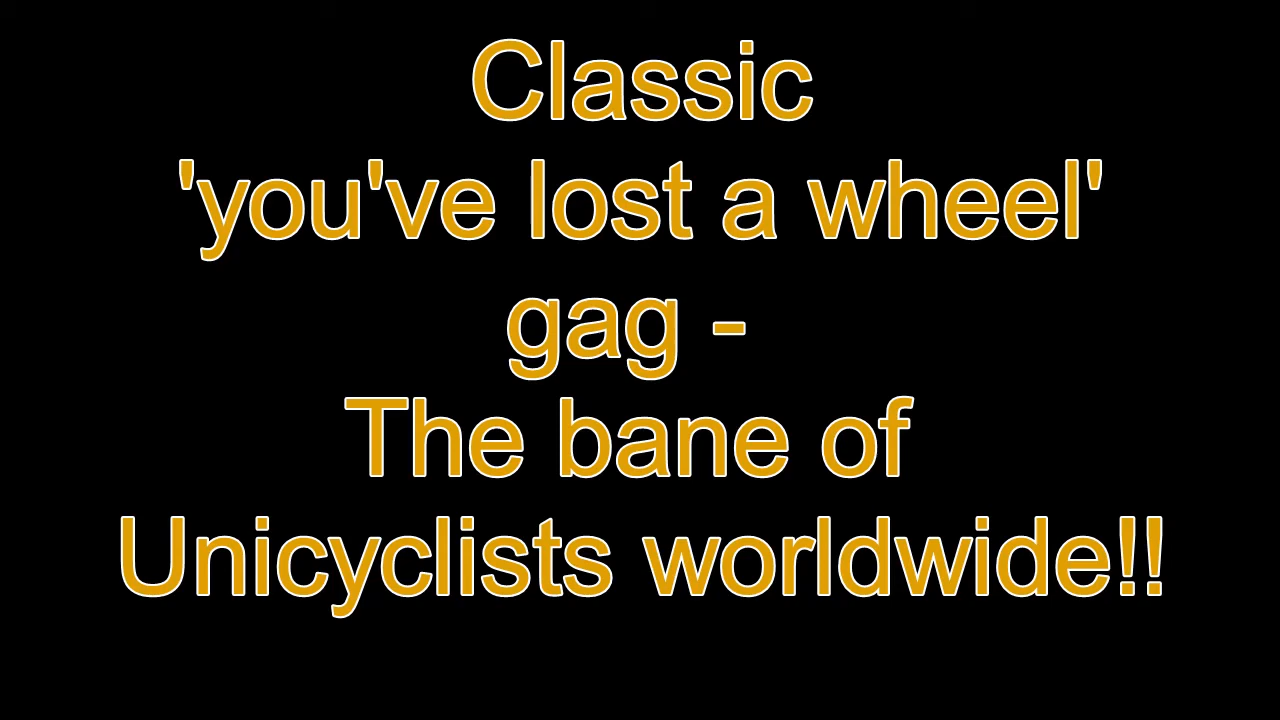 Classic
'you've lost a wheel'
gag -
The bane of
Unicyclists worldwide!!